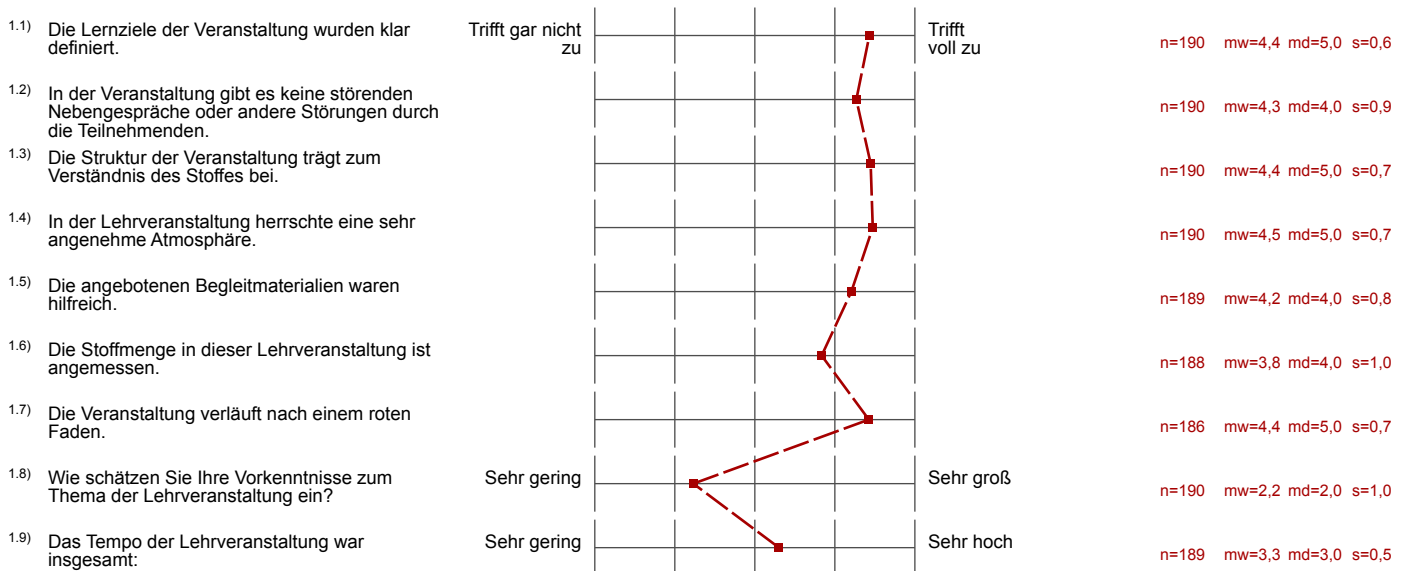 1.1) Die Lernziele der Veranstaltung wurden klar
definiert.
Trifft gar nicht
zu
Trifft
voll zu
n=190 mw=4,4 md=5,0 s=0,6
1.2) In der Veranstaltung gibt es keine störenden
Nebengespräche oder andere Störungen durch
die Teilnehmenden.
n=190 mw=4,3 md=4,0 s=0,9
1.3) Die Struktur der Veranstaltung trägt zum
Verständnis des Stoffes bei.
n=190 mw=4,4 md=5,0 s=0,7
1.4) In der Lehrveranstaltung herrschte eine sehr
angenehme Atmosphäre.
n=190 mw=4,5 md=5,0 s=0,7
1.5) Die angebotenen Begleitmaterialien waren
hilfreich.
n=189 mw=4,2 md=4,0 s=0,8
1.6) Die Stoffmenge in dieser Lehrveranstaltung ist
angemessen.
n=188 mw=3,8 md=4,0 s=1,0
1.7) Die Veranstaltung verläuft nach einem roten
Faden.
n=186 mw=4,4 md=5,0 s=0,7
1.8) Wie schätzen Sie Ihre Vorkenntnisse zum
Thema der Lehrveranstaltung ein?
Sehr gering
Sehr groß
n=190 mw=2,2 md=2,0 s=1,0
1.9) Das Tempo der Lehrveranstaltung war
insgesamt:
Sehr gering
Sehr hoch
n=189 mw=3,3 md=3,0 s=0,5